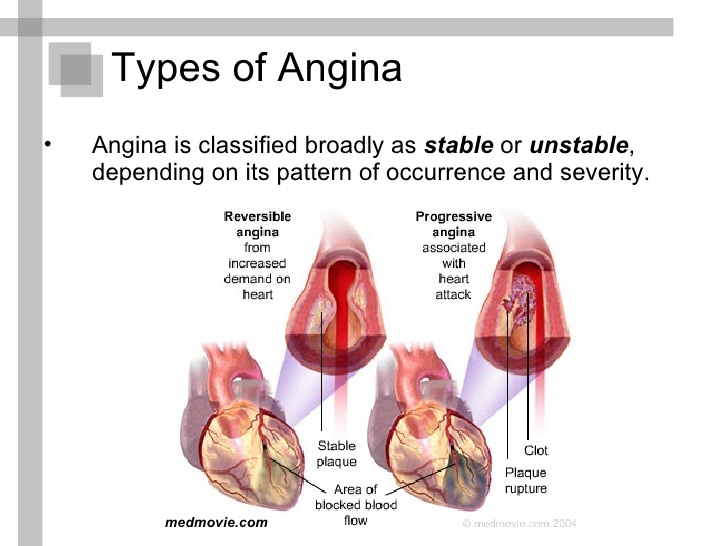 Types of Angina
• Angina is classified broadly as stable or unstable,
depending on its pattern of occurrence and severity.
Reversible
angina
from
increased
demand on
heart
Progressive
angina
associated
with
heart
attack
Stable
plaque
Clot
Plaque
rupture
Area of
blocked blood
flow
medmovie.com
© medmovie.com 2004